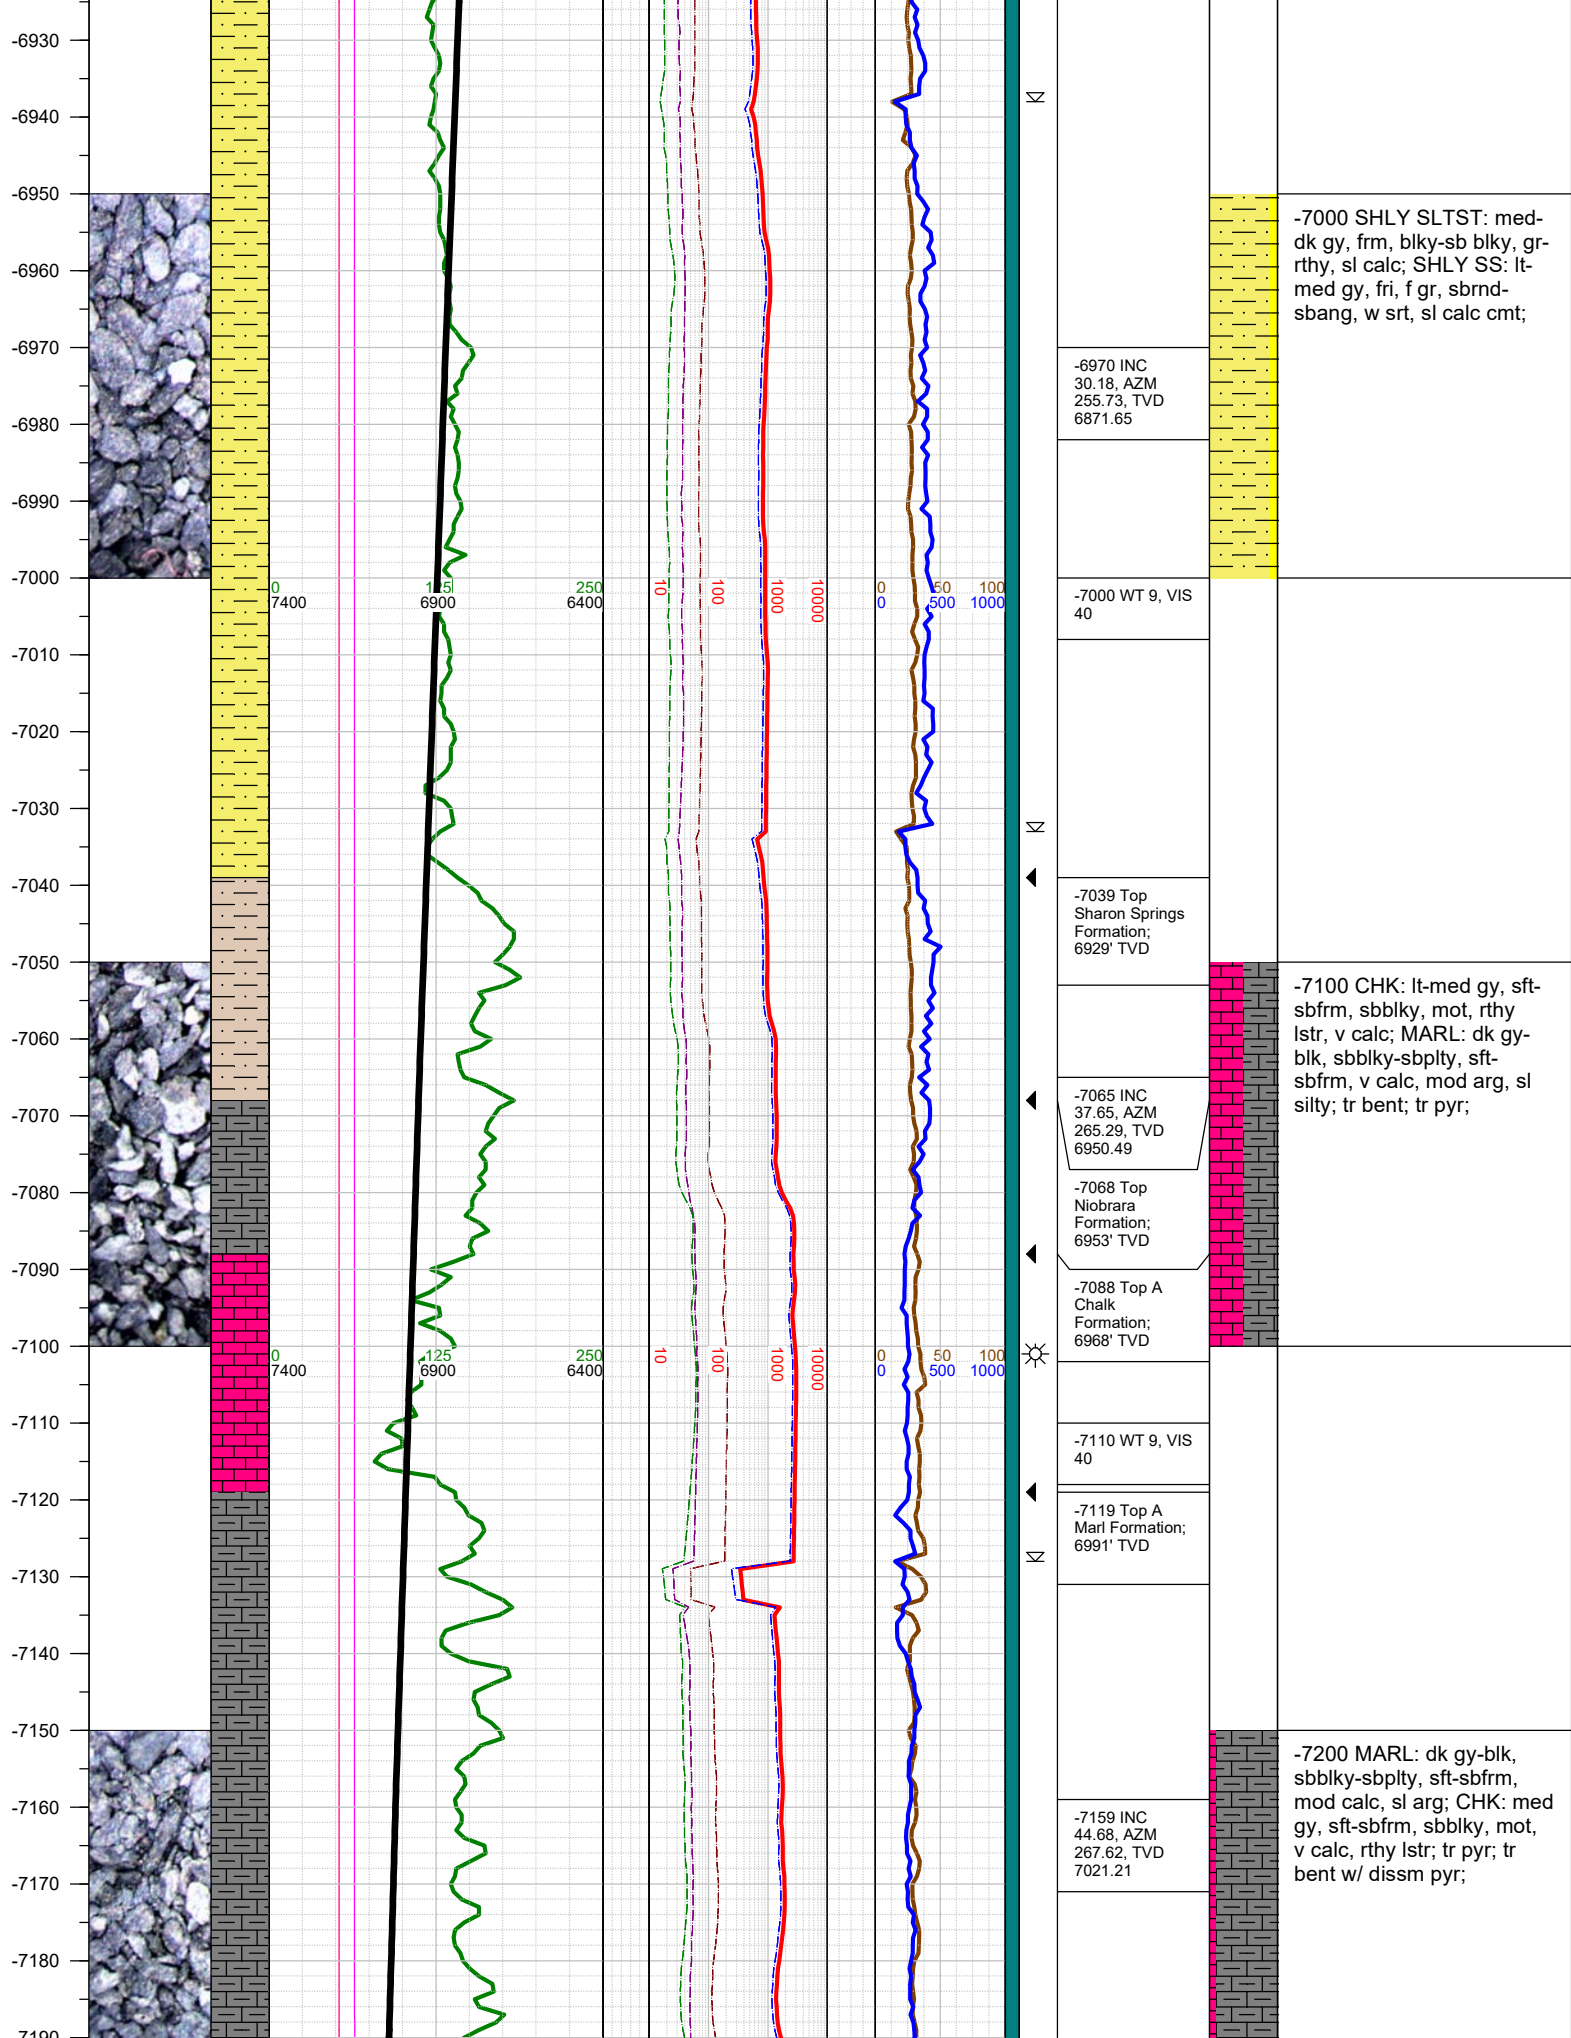 -6930
-6940
-6950
-7000 SHLY SLTST: med-
dk gy, frm, blky-sb blky, gr-
rthy, sl calc; SHLY SS: lt-
med gy, fri, f gr, sbrnd-
sbang, w srt, sl calc cmt;
-6960
-6970
-6970 INC
30.18, AZM
255.73, TVD
6871.65
-6980
-6990
-7000
0 125 250 10 100 1000 10000 0 50 100
7400 6900 6400 0 500 1000
-7000 WT 9, VIS
40
-7010
-7020
-7030
-7040
-7039 Top
Sharon Springs
Formation;
6929' TVD
-7050
-7100 CHK: lt-med gy, sft-
sbfrm, sbblky, mot, rthy
lstr, v calc; MARL: dk gy-
blk, sbblky-sbplty, sft-
sbfrm, v calc, mod arg, sl
silty; tr bent; tr pyr;
-7060
-7070
-7065 INC
37.65, AZM
265.29, TVD
6950.49
-7080
-7068 Top
Niobrara
Formation;
6953' TVD
-7090
-7088 Top A
Chalk
Formation;
6968' TVD
-7100
0 125 250 10 100 1000 10000 0 50 100
7400 6900 6400 0 500 1000
-7110
-7110 WT 9, VIS
40
-7120
-7119 Top A
Marl Formation;
6991' TVD
-7130
-7140
-7150
-7200 MARL: dk gy-blk,
sbblky-sbplty, sft-sbfrm,
mod calc, sl arg; CHK: med
gy, sft-sbfrm, sbblky, mot,
v calc, rthy lstr; tr pyr; tr
bent w/ dissm pyr;
-7160
-7159 INC
44.68, AZM
267.62, TVD
7021.21
-7170
-7180
-7190